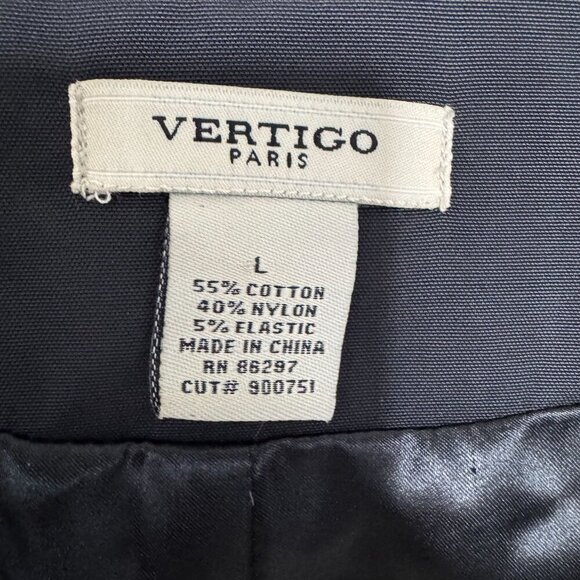 VERTIGO
PARIS
L
55% COTTON
40% NYLON
5% ELASTIC
MADE IN CHINA
RN 86297
CUT# 900751